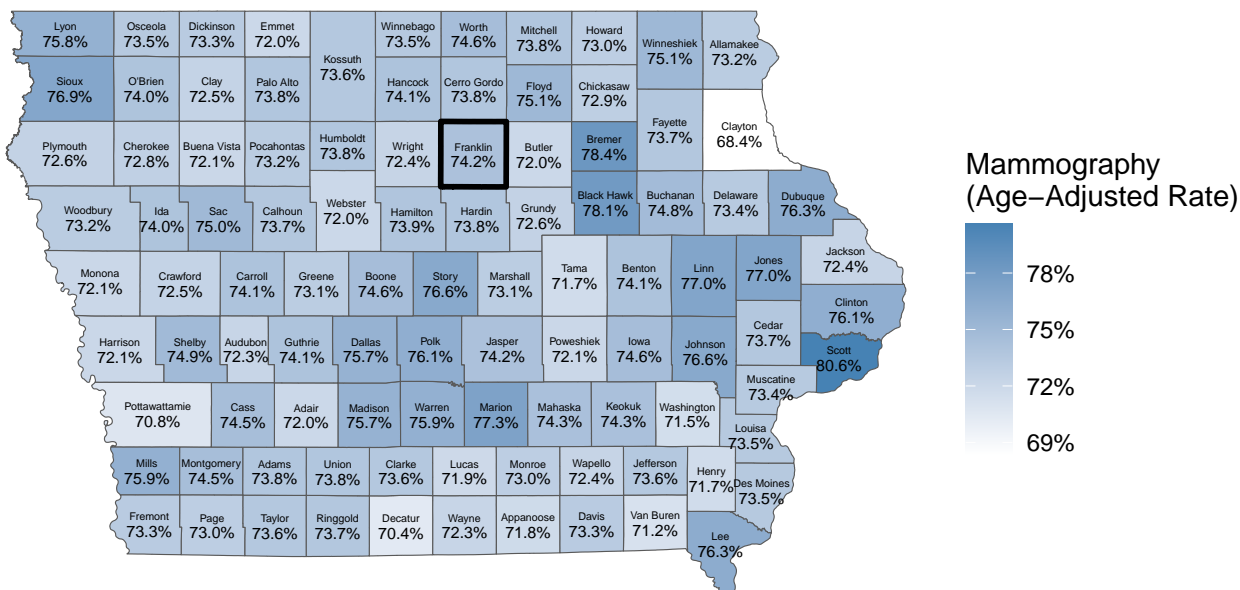 Lyon
75.8%
Osceola
73.5%
Dickinson
73.3%
Emmet
72.0%
Kossuth
73.6%
Winnebago
73.5%
Worth
74.6%
Mitchell
73.8%
Howard
73.0%
Winneshiek
75.1%
Allamakee
73.2%
Sioux
76.9%
O'Brien
74.0%
Clay
72.5%
Palo Alto
73.8%
Hancock
74.1%
Cerro Gordo
73.8%
Floyd
75.1%
Chickasaw
72.9%
Fayette
73.7%
Clayton
68.4%
Plymouth
72.6%
Cherokee
72.8%
Buena Vista
72.1%
Pocahontas
73.2%
Humboldt
73.8%
Wright
72.4%
Franklin
74.2%
Butler
72.0%
Bremer
78.4%
Woodbury
73.2%
Ida
74.0%
Sac
75.0%
Calhoun
73.7%
Webster
72.0%
Hamilton
73.9%
Hardin
73.8%
Grundy
72.6%
Black Hawk
78.1%
Buchanan
74.8%
Delaware
73.4%
Dubuque
76.3%
Monona
72.1%
Crawford
72.5%
Carroll
74.1%
Greene
73.1%
Boone
74.6%
Story
76.6%
Marshall
73.1%
Tama
71.7%
Benton
74.1%
Linn
77.0%
Jones
77.0%
Jackson
72.4%
Clinton
76.1%
Harrison
72.1%
Shelby
74.9%
Audubon
72.3%
Guthrie
74.1%
Dallas
75.7%
Polk
76.1%
Jasper
74.2%
Poweshiek
72.1%
Iowa
74.6%
Johnson
76.6%
Cedar
73.7%
Scott
80.6%
Muscatine
73.4%
Pottawattamie
70.8%
Cass
74.5%
Adair
72.0%
Madison
75.7%
Warren
75.9%
Marion
77.3%
Mahaska
74.3%
Keokuk
74.3%
Washington
71.5%
Louisa
73.5%
Mills
75.9%
Montgomery
74.5%
Adams
73.8%
Union
73.8%
Clarke
73.6%
Lucas
71.9%
Monroe
73.0%
Wapello
72.4%
Jefferson
73.6%
Henry
71.7%
Des Moines
73.5%
Fremont
73.3%
Page
73.0%
Taylor
73.6%
Ringgold
73.7%
Decatur
70.4%
Wayne
72.3%
Appanoose
71.8%
Davis
73.3%
Van Buren
71.2%
Lee
76.3%
Mammography
(Age−Adjusted Rate)
78%
75%
72%
69%